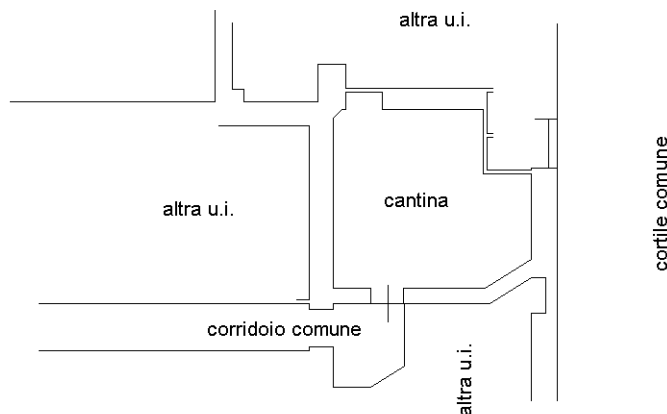 altra u.i.
altra u.i.
cantina
cortile comune
corridoio comune
altra u.i.